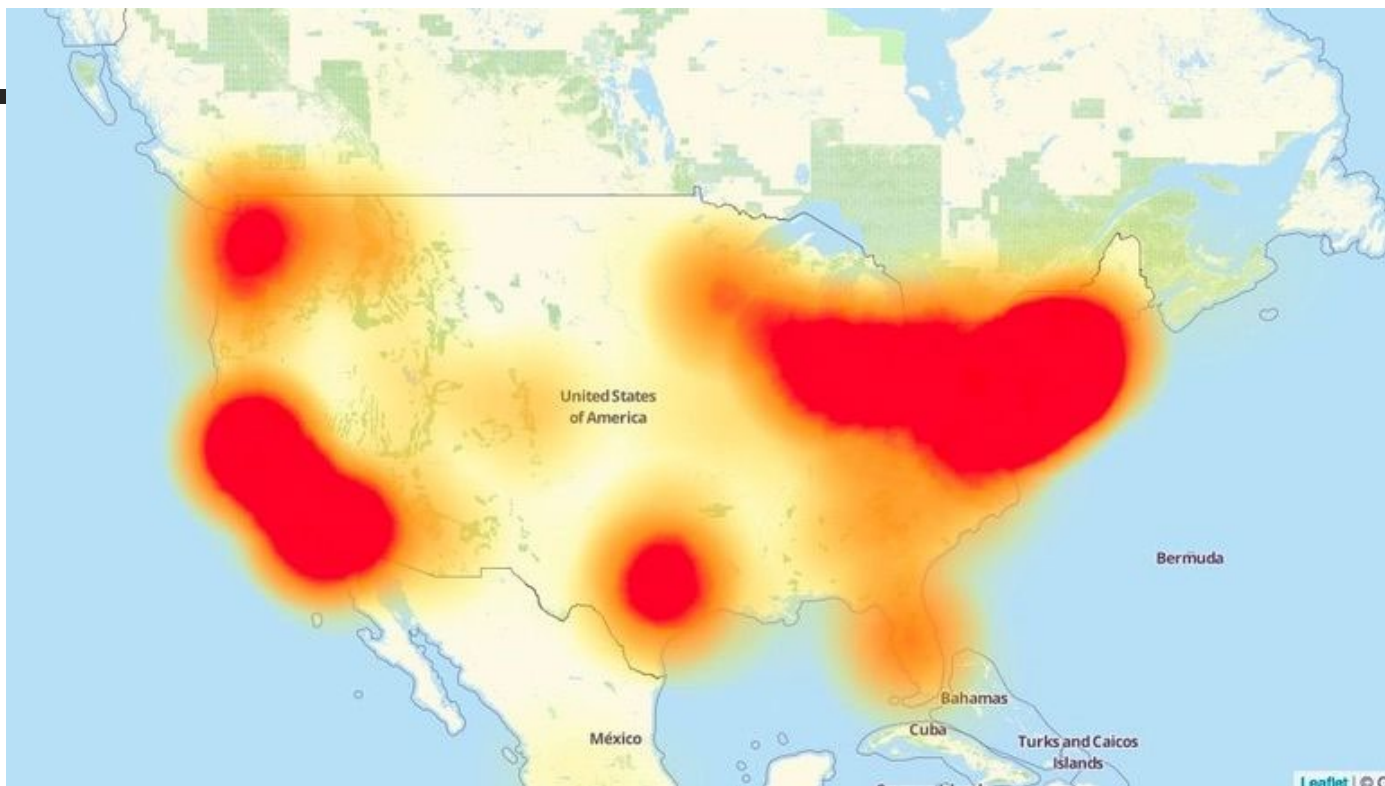 United States
of America
Bermuda
Bahamas
México
Cuba
Turks and Caicos
Islands
Leaflet | ©